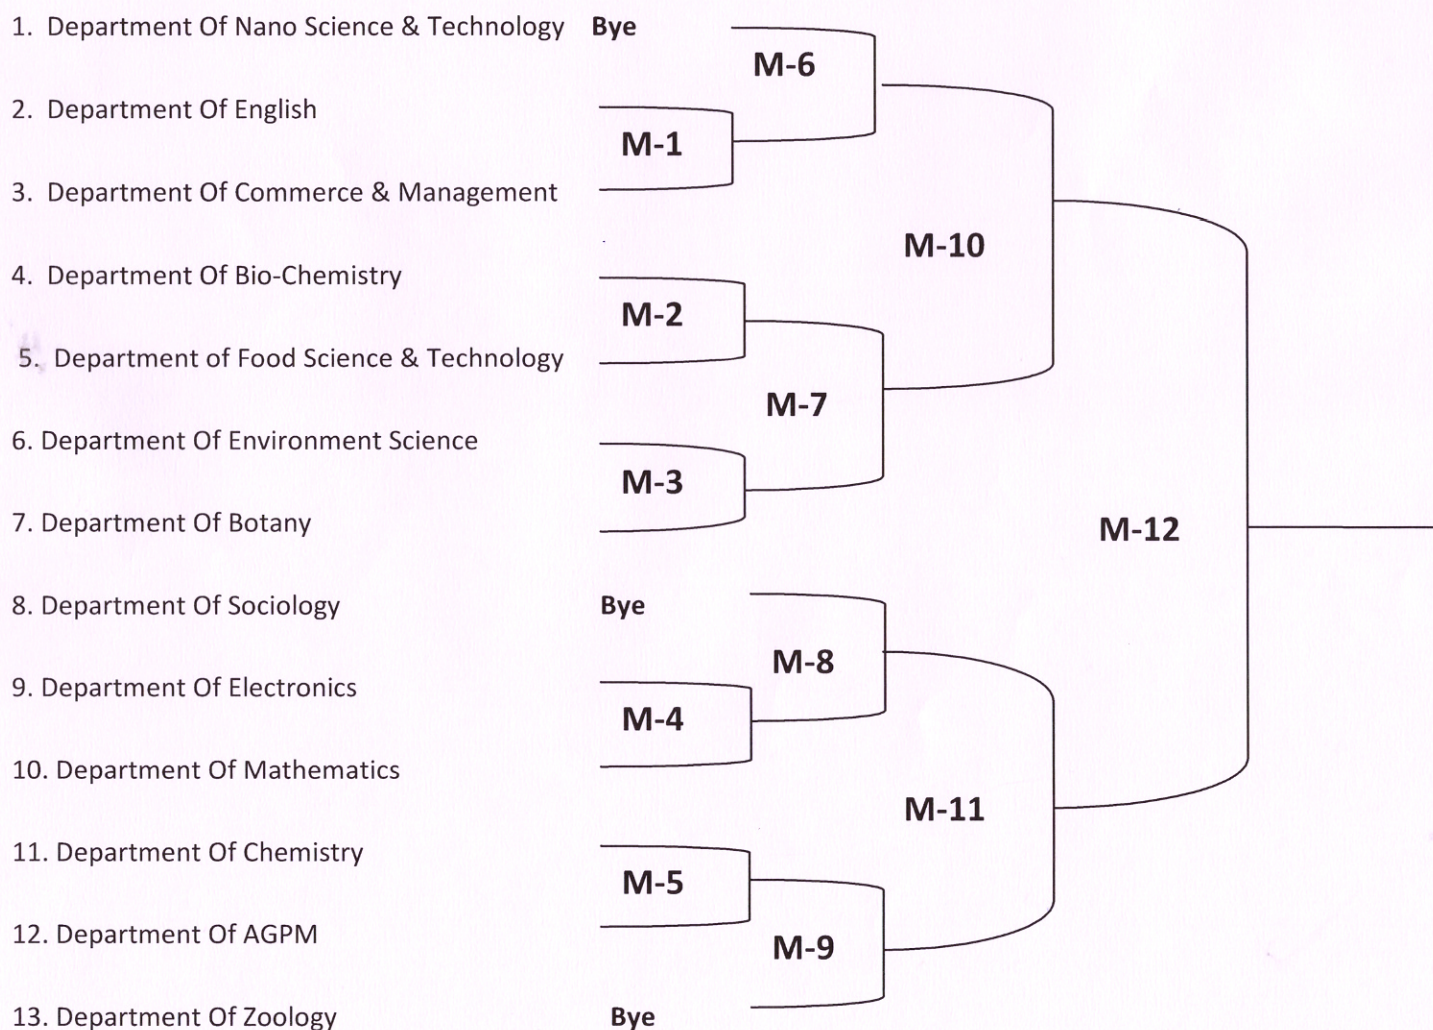 1. Department Of Nano Science & Technology Bye
M-6
2. Department Of English
M-1
3. Department Of Commerce & Management
M-10
4. Department Of Bio-Chemistry
M-2
5. Department of Food Science & Technology
M-7
6. Department Of Environment Science
M-3
7. Department Of Botany
M-12
8. Department Of Sociology Bye
M-8
9. Department Of Electronics
M-4
10. Department Of Mathematics
M-11
11. Department Of Chemistry
M-5
12. Department Of AGPM
M-9
13. Department Of Zoology Bye